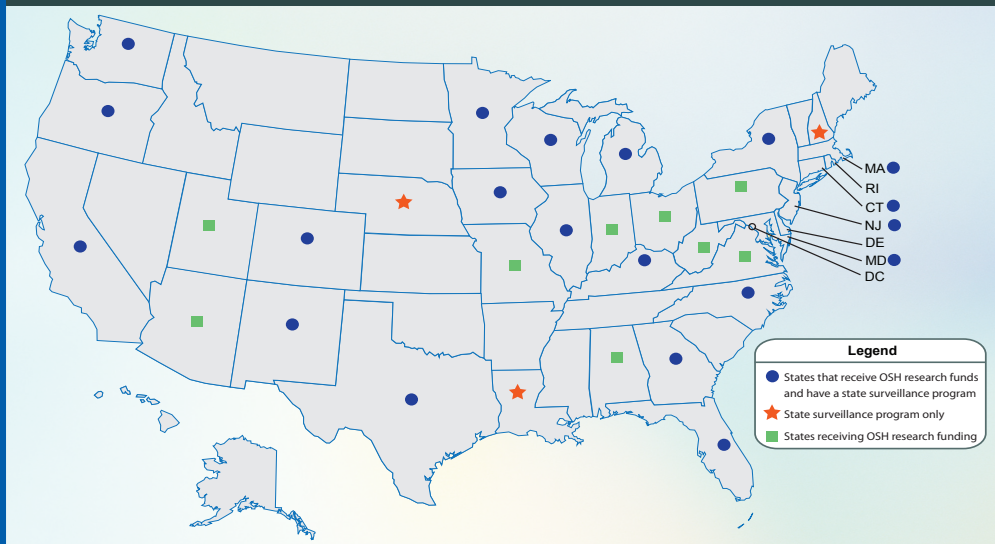 MA
RI
CT
NJ
DE
MD
DC
Legend
States that receive OSH research funds
and have a state surveillance program
State surveillance program only
States receiving OSH research funding